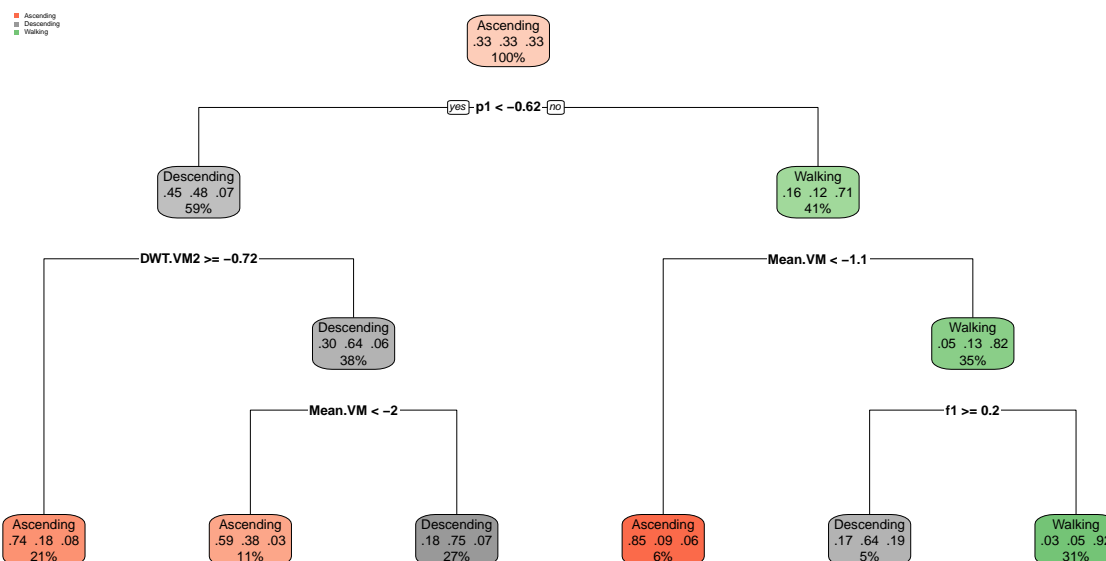 Ascending
Descending
Walking
Ascending
.33 .33 .33
100%
yes p1 < −0.62 no
Descending
.45 .48 .07
59%
Walking
.16 .12 .71
41%
DWT.VM2 >= −0.72
Mean.VM < −1.1
Descending
.30 .64 .06
38%
Walking
.05 .13 .82
35%
Mean.VM < −2
f1 >= 0.2
Ascending
.74 .18 .08
21%
Ascending
.59 .38 .03
11%
Descending
.18 .75 .07
27%
Ascending
.85 .09 .06
6%
Descending
.17 .64 .19
5%
Walking
.03 .05 .92
31%